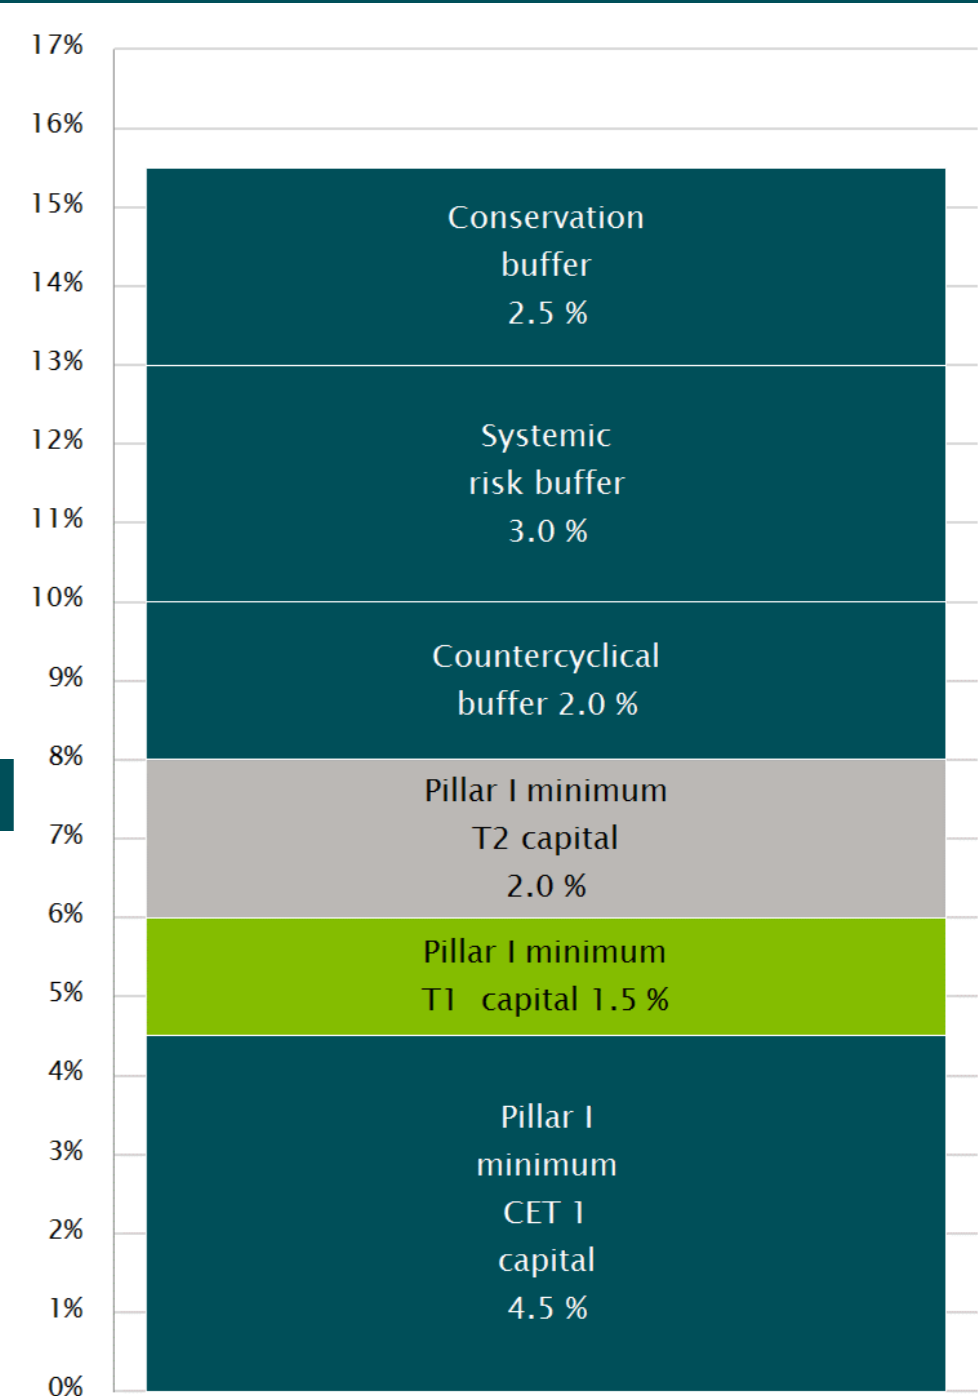 17%
16%
15%
14%
13%
12%
11%
10%
9%
8%
7%
6%
5%
4%
3%
2%
1%
0%
Conservation
buffer
2.5 %
Systemic
risk buffer
3.0 %
Countercyclical
buffer 2.0 %
Pillar I minimum
T2 capital
2.0 %
Pillar I minimum
T1 capital 1.5 %
Pillar I
minimum
CET 1
capital
4.5 %